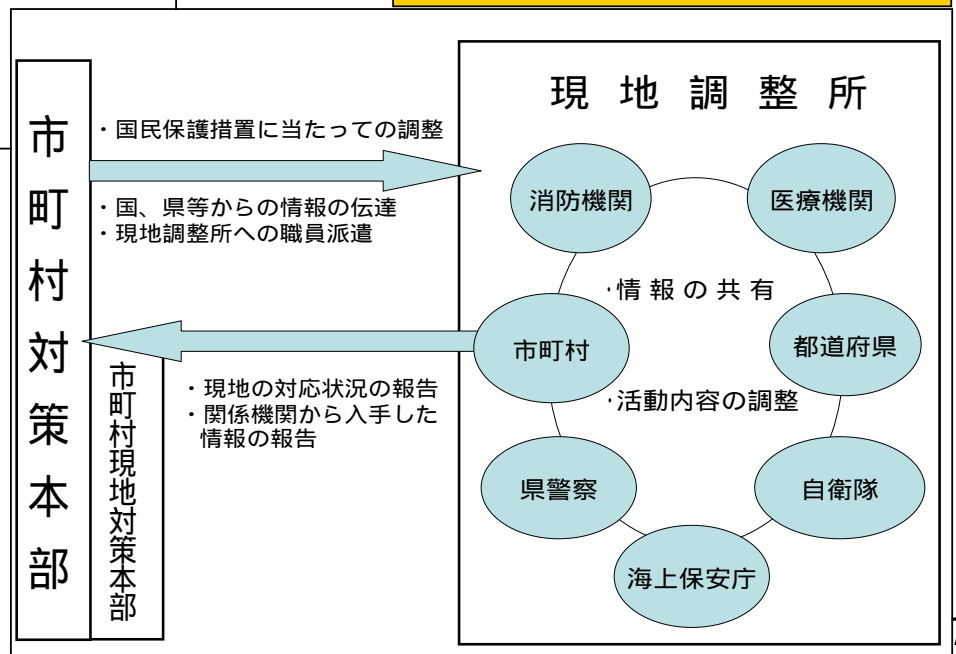 現地調整所
市町村対策本部
・国民保護措置に当たっての調整
・国、県等からの情報の伝達
・現地調整所への職員派遣
市町村現地対策本部
・現地の対応状況の報告
・関係機関から入手した
情報の報告
消防機関
医療機関
・情報の共有
市町村
都道府県
・活動内容の調整
県警察
自衛隊
海上保安庁